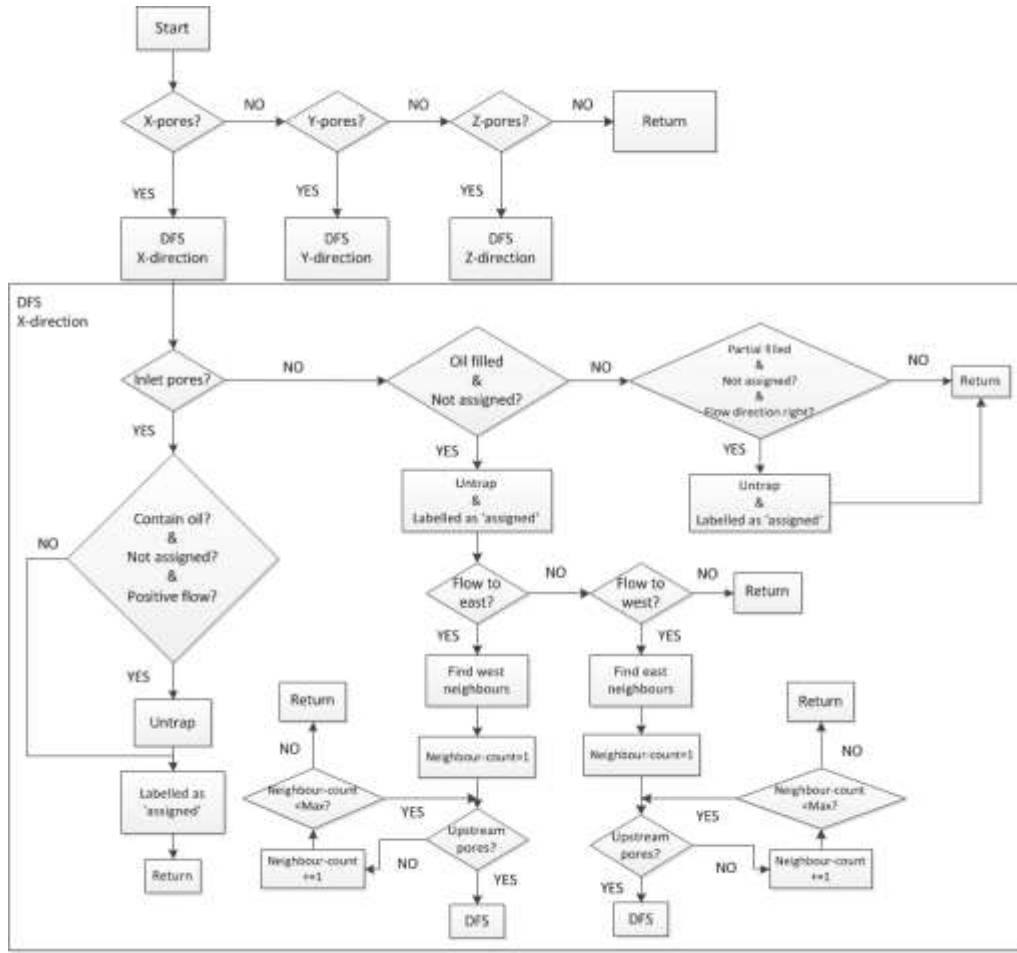 Start
X-pores?
NO
Y-pores?
NO
Z-pores?
NO
Return
YES
YES
YES
DFS
X-direction
DFS
Y-direction
DFS
Z-direction
DFS
X-direction
Inlet pores?
NO
Oil filled
&
Not assigned?
NO
Partial filled
&
Not assigned?
&
Flow direction right?
NO
Return
YES
YES
YES
Contain oil?
&
Not assigned?
&
Positive flow?
NO
Untrap
&
Labelled as 'assigned'
Untrap
&
Labelled as 'assigned'
Flow to
east?
NO
Flow to
west?
NO
Return
YES
YES
YES
Untrap
Find west
neighbours
Find east
neighbours
Return
Return
Neighbour-count=1
Neighbour-count=1
NO
NO
Labelled as
'assigned'
Neighbour-count
<Max?
YES
YES
Neighbour-count
<Max?
Upstream
pores?
Upstream
pores?
Return
Neighbour-count
+=1
NO
NO
Neighbour-count
+=1
YES
YES
DFS
DFS